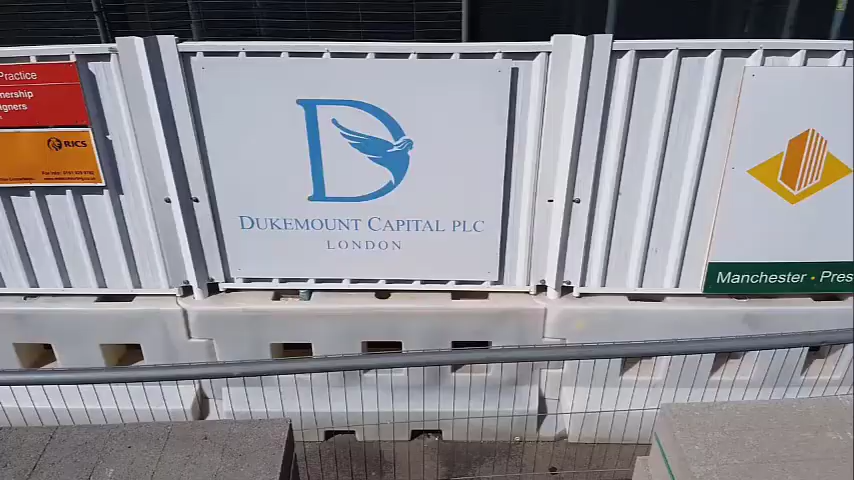 Practice
nership
igners
RICS
DUKEMOUNT CAPITAL PLC
LONDON
Manchester • Pres